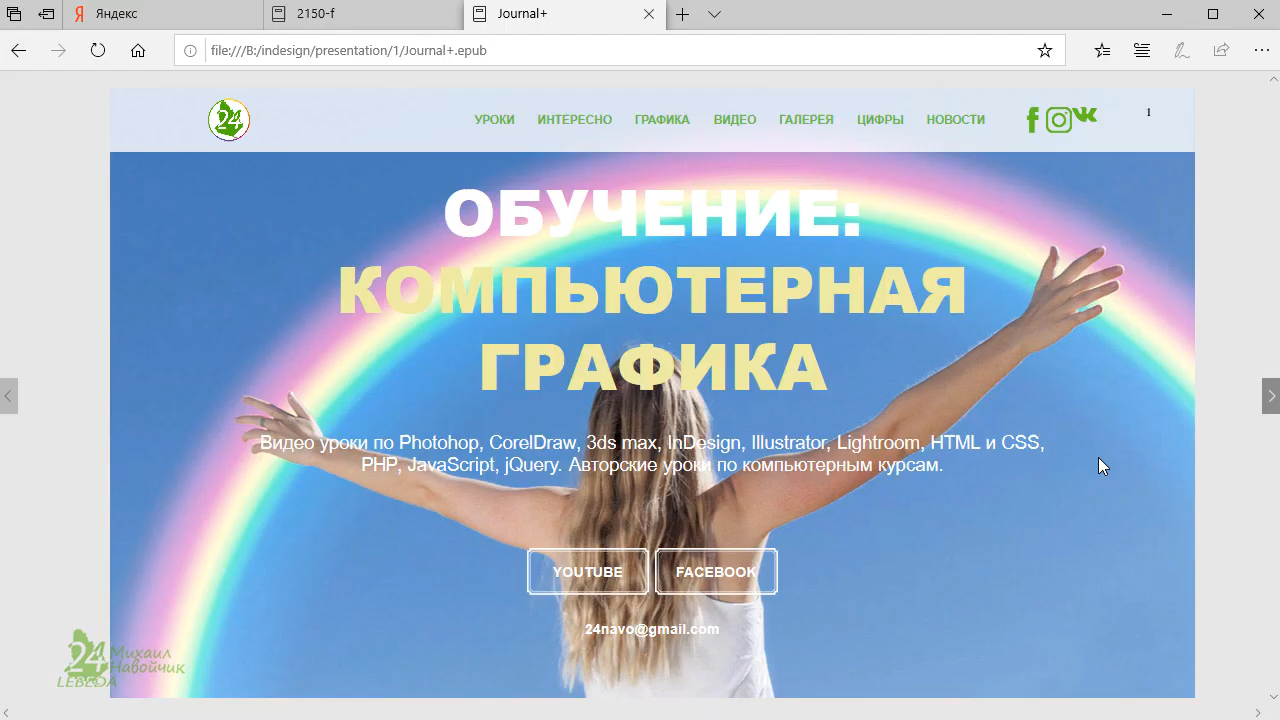 Яндекс
2150-f
Journal+
file:///B:/indesign/presentation/1/Journal+.epub
24
УРОКИ ИНТЕРЕСНО ГРАФИКА ВИДЕО ГАЛЕРЕЯ ЦИФРЫ НОВОСТИ
1
ОБУЧЕНИЕ:
КОМПЬЮТЕРНАЯ
ГРАФИКА
Видео уроки по Photohop, CorelDraw, 3ds max, InDesign, Illustrator, Lightroom, HTML и CSS,
PHP, JavaScript, jQuery. Авторские уроки по компьютерным курсам.
YOUTUBE FACEBOOK
24navo@gmail.com
24 Михаил
Навойчик
LEBEDA